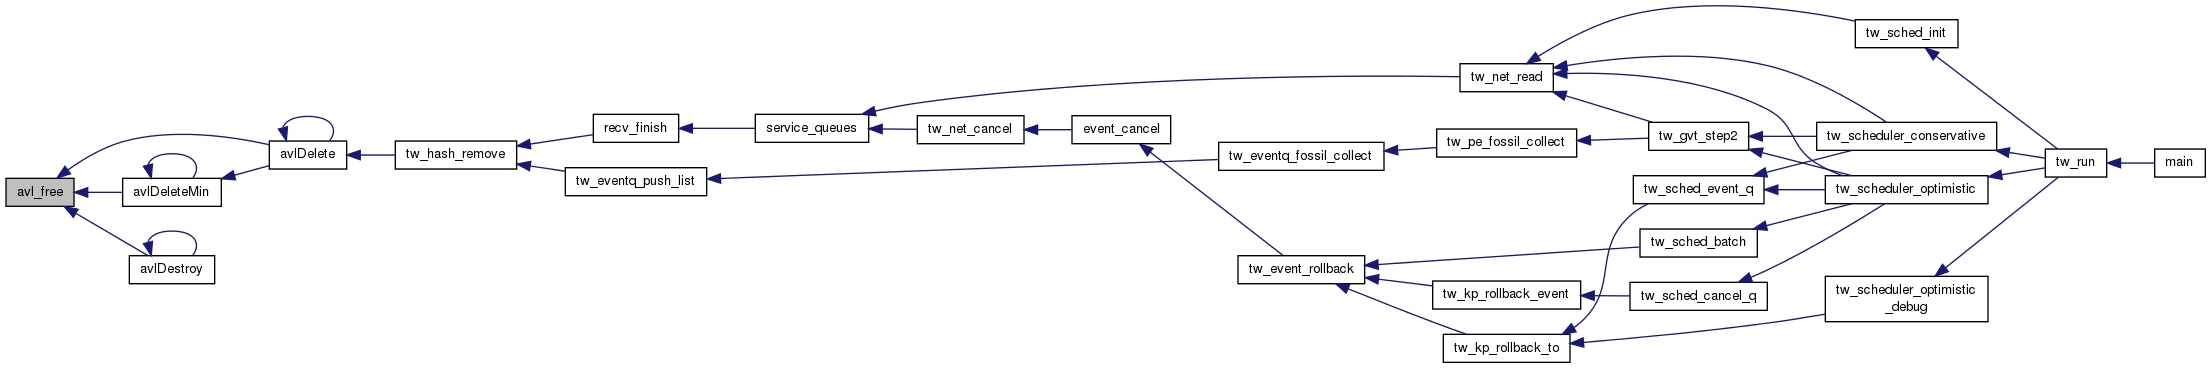 avl_free
avlDelete
avlDeleteMin
avlDestroy
tw_hash_remove
recv_finish
tw_eventq_push_list
service_queues
tw_net_cancel
event_cancel
tw_eventq_fossil_collect
tw_event_rollback
tw_net_read
tw_pe_fossil_collect
tw_kp_rollback_event
tw_kp_rollback_to
tw_gvt_step2
tw_sched_event_q
tw_sched_batch
tw_sched_cancel_q
tw_sched_init
tw_scheduler_conservative
tw_scheduler_optimistic
tw_scheduler_optimistic
_debug
tw_run
main